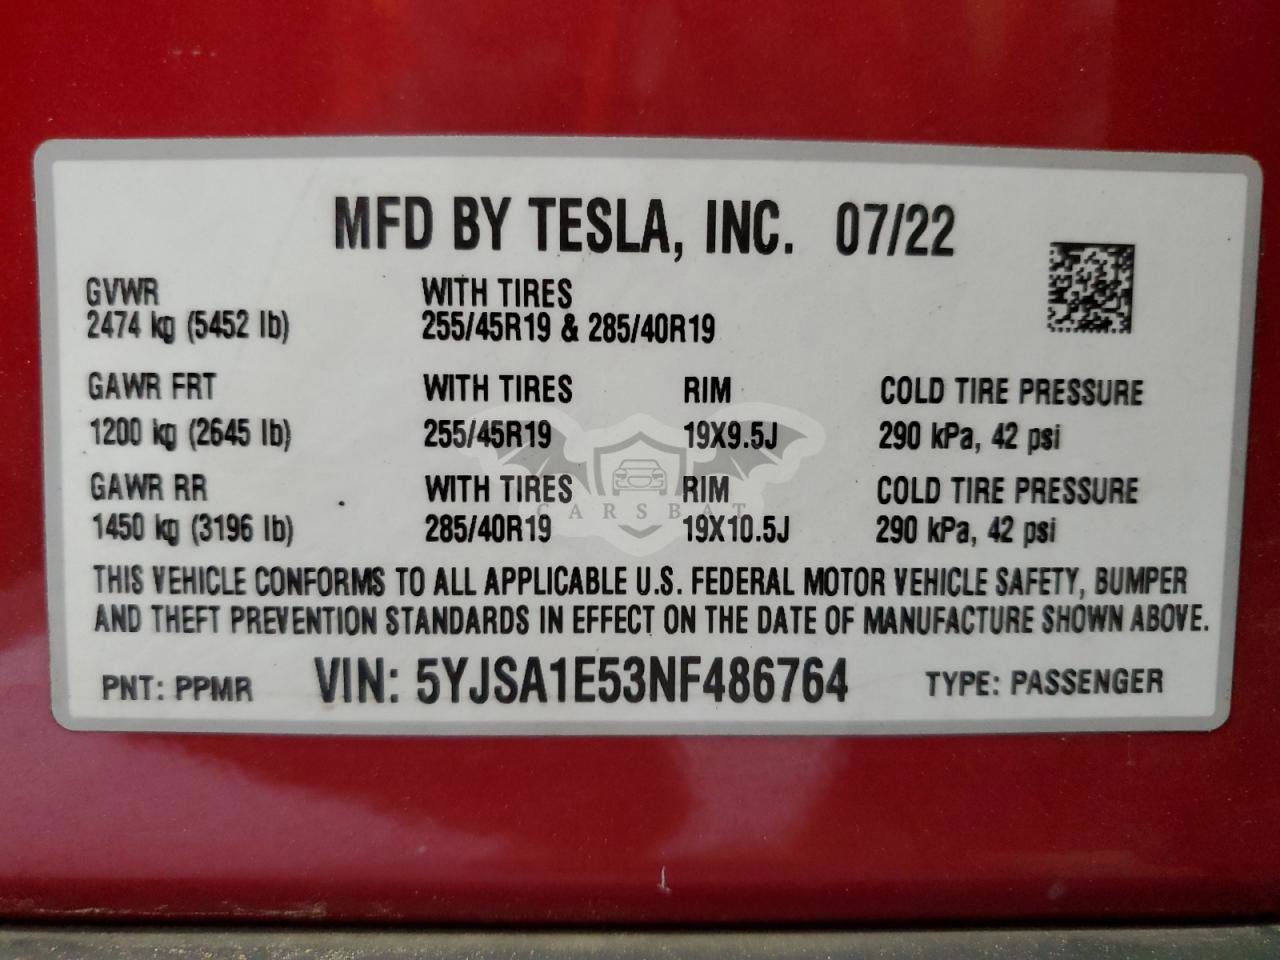 MFD BY TESLA, INC. 07/22
GVWR WITH TIRES
2474 kg (5452 lb) 255/45R19 & 285/40R19
GAWR FRT WITH TIRES RIM COLD TIRE PRESSURE
1200 kg (2645 lb) 255/45R19 19X9.5J 290 kPa, 42 psi
GAWR RR WITH TIRES RIM COLD TIRE PRESSURE
CARSBAT
1450 kg (3196 lb) 285/40R19 19X10.5J 290 kPa, 42 psi
THIS VEHICLE CONFORMS TO ALL APPLICABLE U.S. FEDERAL MOTOR VEHICLE SAFETY, BUMPER
AND THEFT PREVENTION STANDARDS IN EFFECT ON THE DATE OF MANUFACTURE SHOWN ABOVE.
PNT: PPMR VIN: 5YJSA1E53NF486764 TYPE: PASSENGER